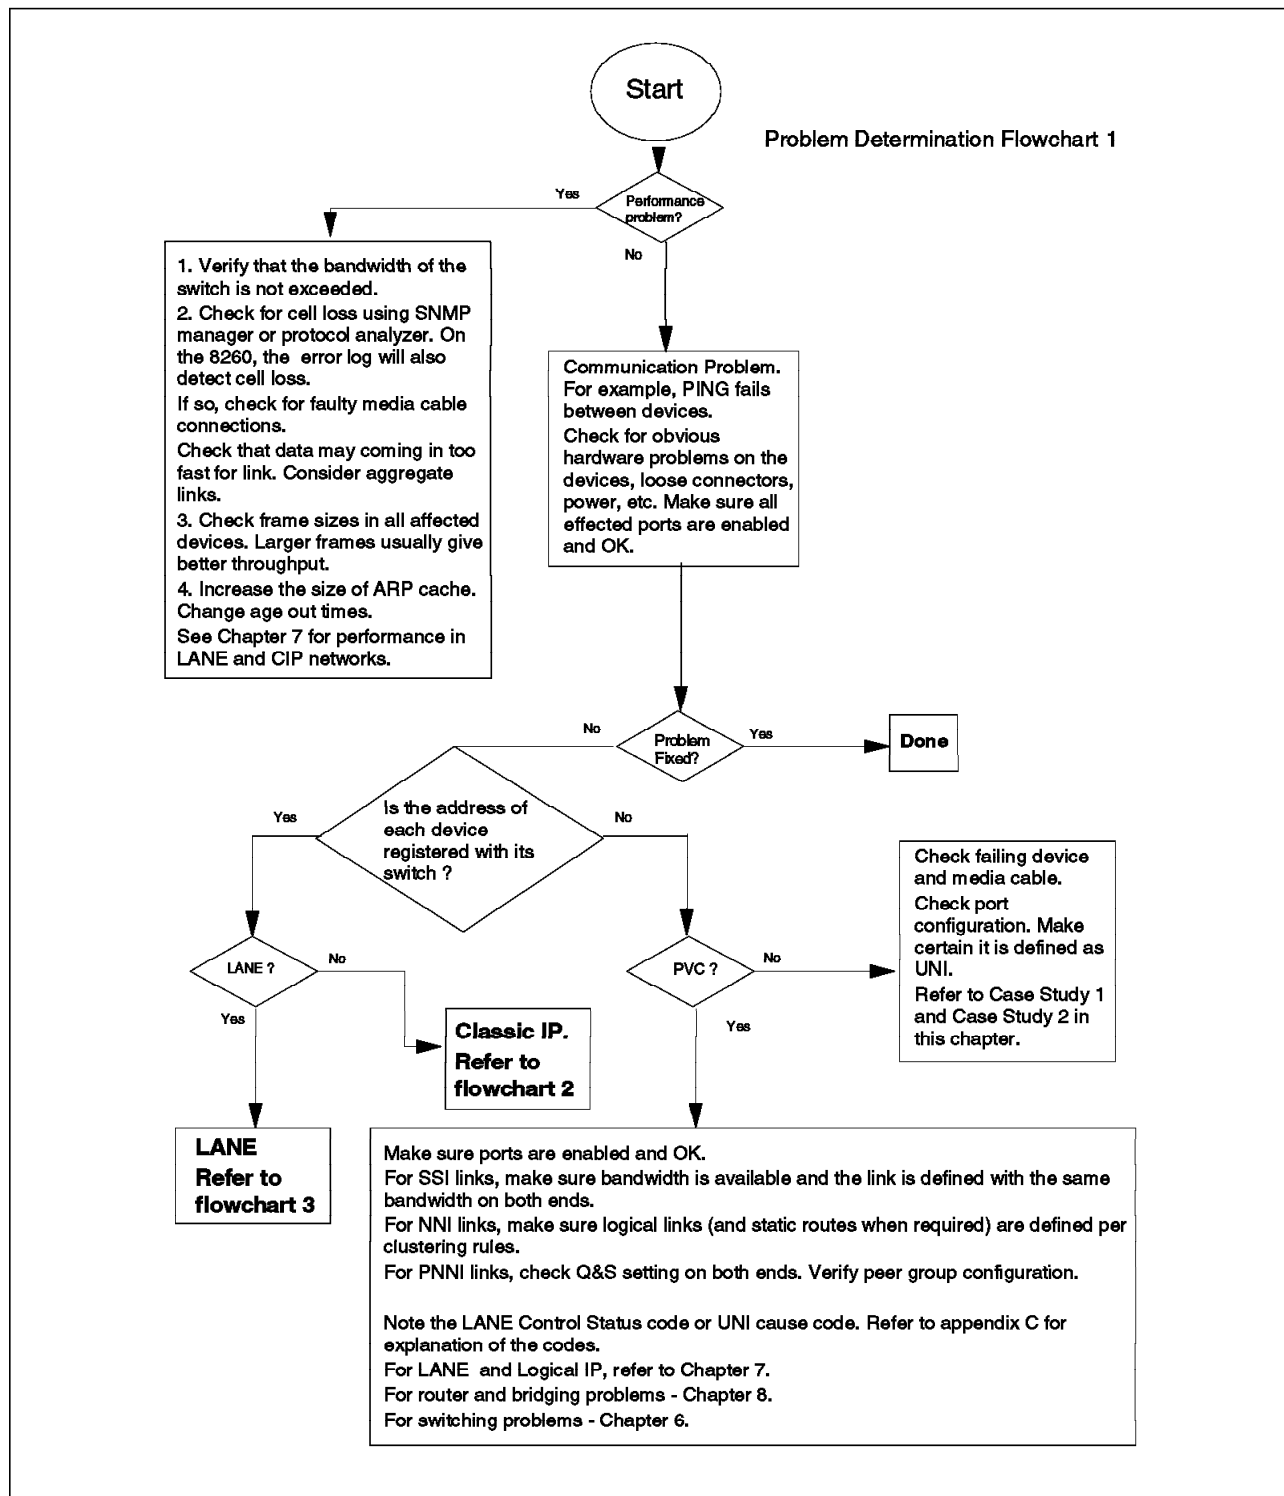 Start
Problem Determination Flowchart 1
Performance
problem?
Yes
No
1. Verify that the bandwidth of the
switch is not exceeded.
2. Check for cell loss using SNMP
manager or protocol analyzer. On
the 8260, the error log will also
detect cell loss.
If so, check for faulty media cable
connections.
Check that data may coming in too
fast for link. Consider aggregate
links.
3. Check frame sizes in all affected
devices. Larger frames usually give
better throughput.
4. Increase the size of ARP cache.
Change age out times.
See Chapter 7 for performance in
LANE and CIP networks.
Communication Problem.
For example, PING fails
between devices.
Check for obvious
hardware problems on the
devices, loose connectors,
power, etc. Make sure all
effected ports are enabled
and OK.
No
Problem
Fixed?
Yes
Done
Yes
Is the address of
each device
registered with its
switch ?
No
Check failing device
and media cable.
Check port
configuration. Make
certain it is defined as
UNI.
Refer to Case Study 1
and Case Study 2 in
this chapter.
LANE ?
No
PVC ?
No
Yes
Yes
Classic IP.
Refer to
flowchart 2
LANE
Refer to
flowchart 3
Make sure ports are enabled and OK.
For SSI links, make sure bandwidth is available and the link is defined with the same
bandwidth on both ends.
For NNI links, make sure logical links (and static routes when required) are defined per
clustering rules.
For PNNI links, check Q&S setting on both ends. Verify peer group configuration.
Note the LANE Control Status code or UNI cause code. Refer to appendix C for
explanation of the codes.
For LANE and Logical IP, refer to Chapter 7.
For router and bridging problems - Chapter 8.
For switching problems - Chapter 6.